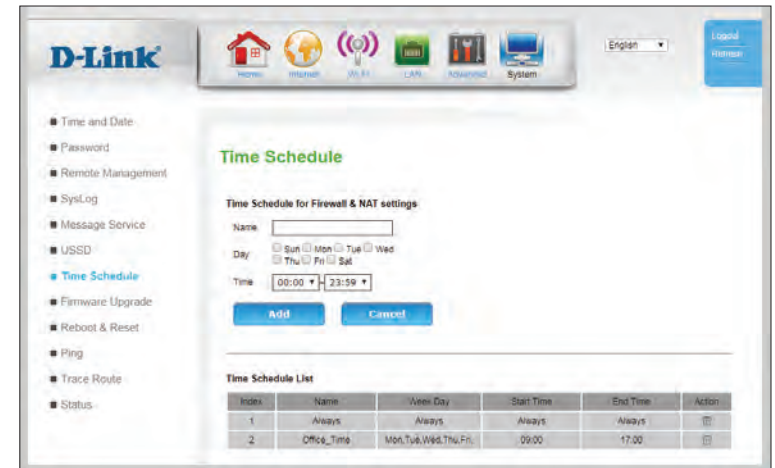 D-Link
Home Internet Wi-Fi LAN Advanced System
English
Logout
Remove
Time and Date
Password
Remote Management
SysLog
Message Service
USSD
Time Schedule
Firmware Upgrade
Reboot & Reset
Ping
Trace Route
Status
Time Schedule
Time Schedule for Firewall & NAT settings
Name
Day Sun Mon Tue Wed
Thu Fri Sat
Time 00:00 - 23:59
Add Cancel
Time Schedule List
Index Name Week Day Start Time End Time Action
1 Always Always Always Always
2 Office_Time Mon,Tue,Wed,Thu,Fri, 09:00 17:00